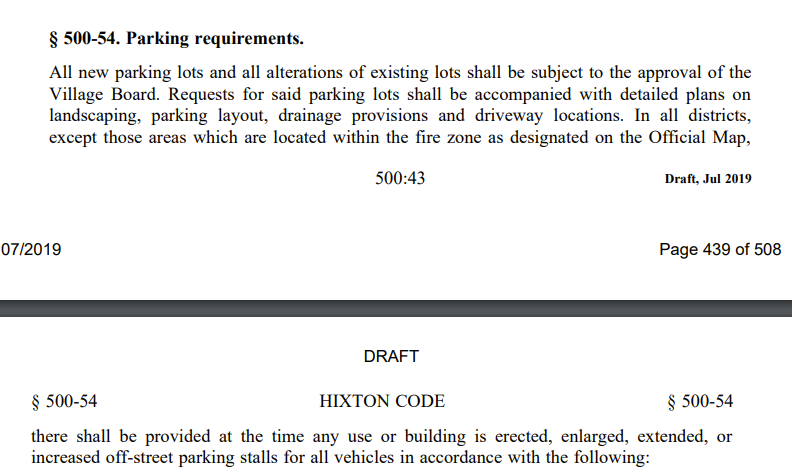 § 500-54. Parking requirements.
All new parking lots and all alterations of existing lots shall be subject to the approval of the
Village Board. Requests for said parking lots shall be accompanied with detailed plans on
landscaping, parking layout, drainage provisions and driveway locations. In all districts,
except those areas which are located within the fire zone as designated on the Official Map,
500:43 Draft, Jul 2019
07/2019 Page 439 of 508
DRAFT
§ 500-54 HIXTON CODE § 500-54
there shall be provided at the time any use or building is erected, enlarged, extended, or
increased off-street parking stalls for all vehicles in accordance with the following: